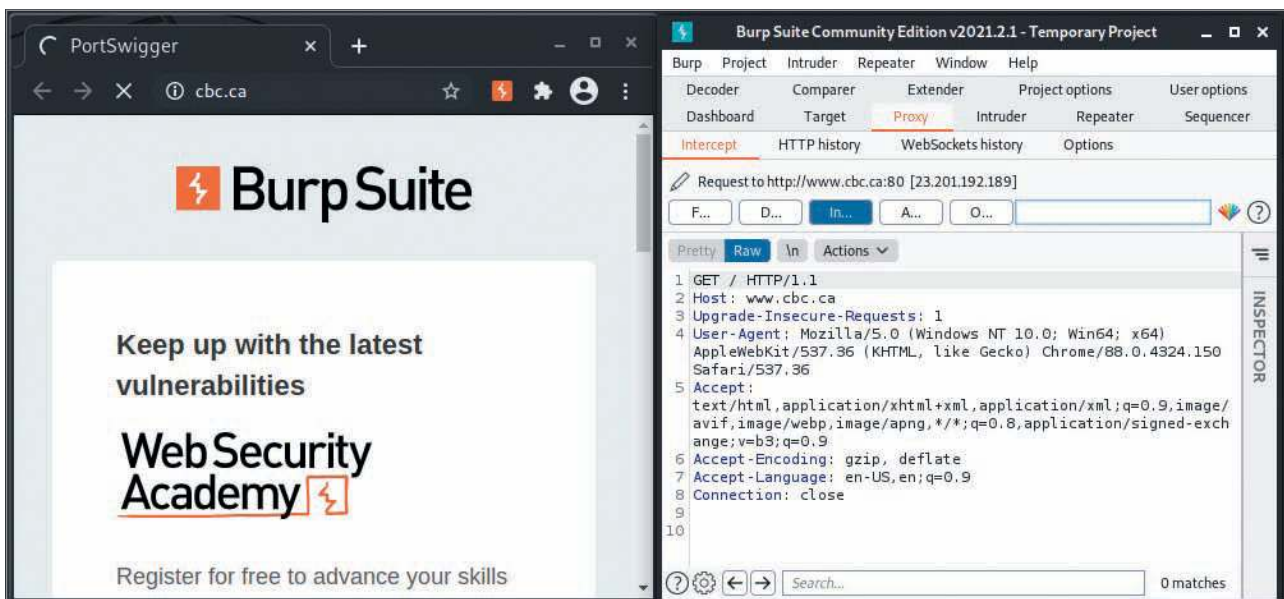 PortSwigger
cbc.ca
Burp Suite
Keep up with the latest
vulnerabilities
Web Security
Academy
Register for free to advance your skills
Burp Suite Community Edition v2021.2.1 - Temporary Project
Burp Project Intruder Repeater Window Help
Decoder Comparer Extender Project options User options
Dashboard Target Proxy Intruder Repeater Sequencer
Intercept HTTP history WebSockets history Options
Request to http://www.cbc.ca:80 [23.201.192.189]
F... D... In... A... O...
Pretty Raw \n Actions
1 GET / HTTP/1.1
2 Host: www.cbc.ca
3 Upgrade-Insecure-Requests: 1
4 User-Agent: Mozilla/5.0 (Windows NT 10.0; Win64; x64)
AppleWebKit/537.36 (KHTML, like Gecko) Chrome/88.0.4324.150
Safari/537.36
5 Accept:
text/html,application/xhtml+xml,application/xml;q=0.9,image/
avif,image/webp,image/apng,*/*;q=0.8,application/signed-exch
ange;v=b3;q=0.9
6 Accept-Encoding: gzip, deflate
7 Accept-Language: en-US,en;q=0.9
8 Connection: close
9
10
INSPECTOR
Search...
0 matches